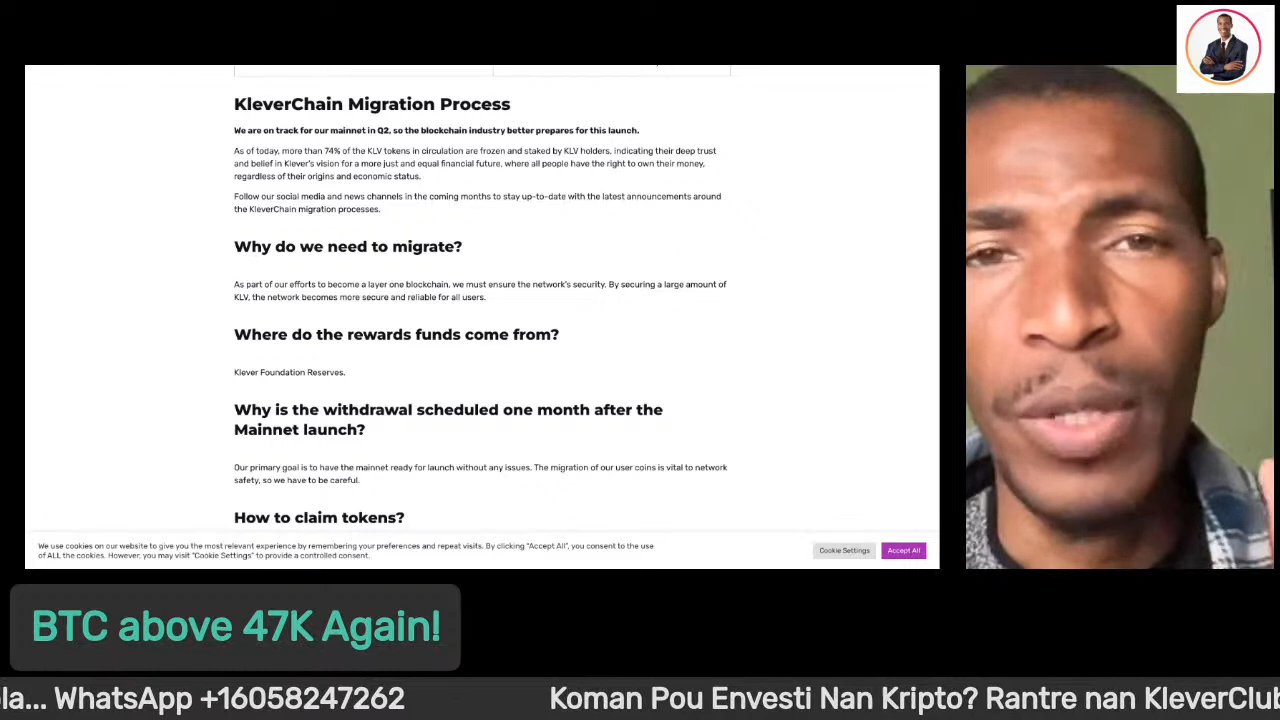 KleverChain Migration Process
We are on track for our mainnet in Q2, so the blockchain industry better prepares for this launch.
As of today, more than 74% of the KLV tokens in circulation are frozen and staked by KLV holders, indicating their deep trust
and belief in Klever's vision for a more just and equal financial future, where all people have the right to own their money,
regardless of their origins and economic status.
Follow our social media and news channels in the coming months to stay up-to-date with the latest announcements around
the KleverChain migration processes.
Why do we need to migrate?
As part of our efforts to become a layer one blockchain, we must ensure the network's security. By securing a large amount of
KLV, the network becomes more secure and reliable for all users.
Where do the rewards funds come from?
Klever Foundation Reserves.
Why is the withdrawal scheduled one month after the
Mainnet launch?
Our primary goal is to have the mainnet ready for launch without any issues. The migration of our user coins is vital to network
safety, so we have to be careful.
How to claim tokens?
We use cookies on our website to give you the most relevant experience by remembering your preferences and repeat visits. By clicking "Accept All", you consent to the use
of ALL the cookies. However, you may visit "Cookie Settings" to provide a controlled consent.
Cookie Settings
Accept All
BTC above 47K Again!
la... WhatsApp +16058247262 Koman Pou Envesti Nan Kripto? Rantre nan KleverClub